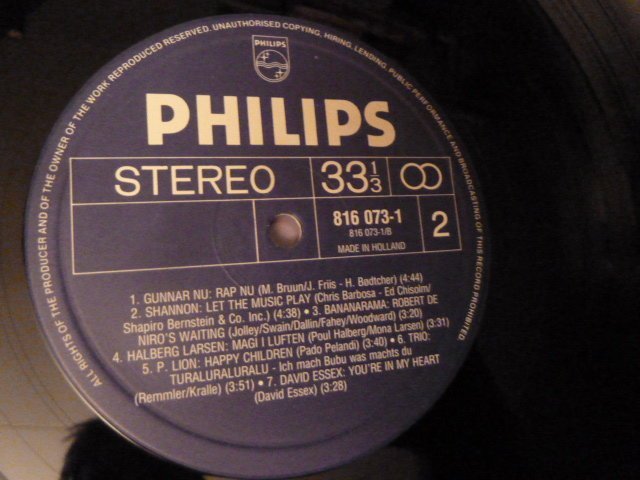 ALL RIGHTS OF THE PRODUCER AND OF THE OWNER OF THE WORK REPRODUCED RESERVED. UNAUTHORISED COPYING, HIRING, LENDING, PUBLIC PERFORMANCE AND BROADCASTING OF THIS RECORD PROHIBITED.
PHILIPS
PHILIPS
STEREO
33 1/3
816 073-1
816 073-1/B
MADE IN HOLLAND
2
1. GUNNAR NU: RAP NU (M. Bruun/J. Friis - H. Bødtcher) (4:44)
2. SHANNON: LET THE MUSIC PLAY (Chris Barbosa - Ed Chisolm/
Shapiro Bernstein & Co. Inc.) (4:38) • 3. BANANARAMA: ROBERT DE
NIRO'S WAITING (Jolley/Swain/Dallin/Fahey/Woodward) (3:20)
4. HALBERG LARSEN: MAGI I LUFTEN (Poul Halberg/Mona Larsen) (3:31)
5. P. LION: HAPPY CHILDREN (Pado Pelandi) (3:40) • 6. TRIO:
TURALURALURALU - Ich mach Bubu was machts du
(Remmler/Kralle) (3:51) • 7. DAVID ESSEX: YOU'RE IN MY HEART
(David Essex) (3:28)